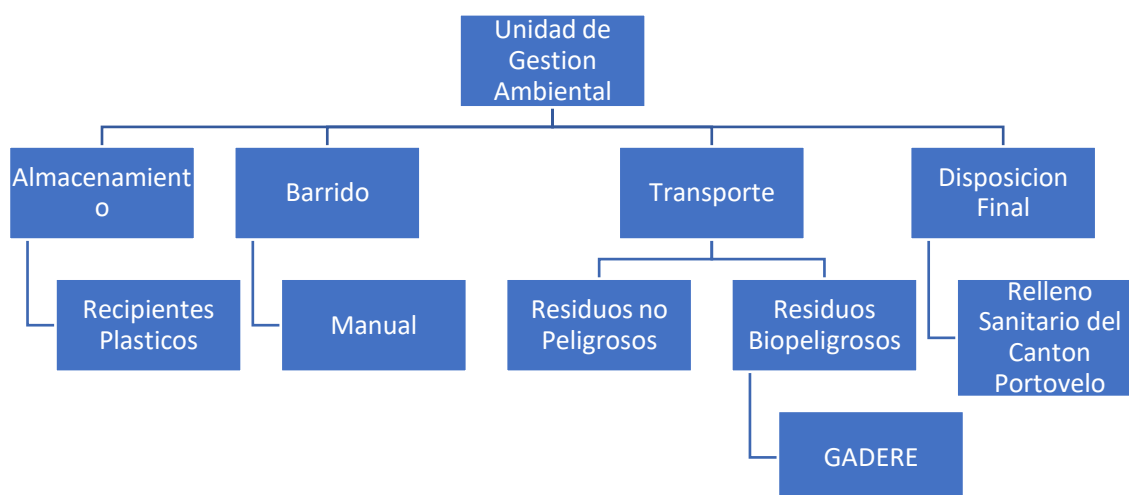 Unidad de
Gestion
Ambiental
Almacenamient
o
Barrido
Transporte
Disposicion
Final
Recipientes
Plasticos
Manual
Residuos no
Peligrosos
Residuos
Biopeligrosos
Relleno
Sanitario del
Canton
Portovelo
GADERE